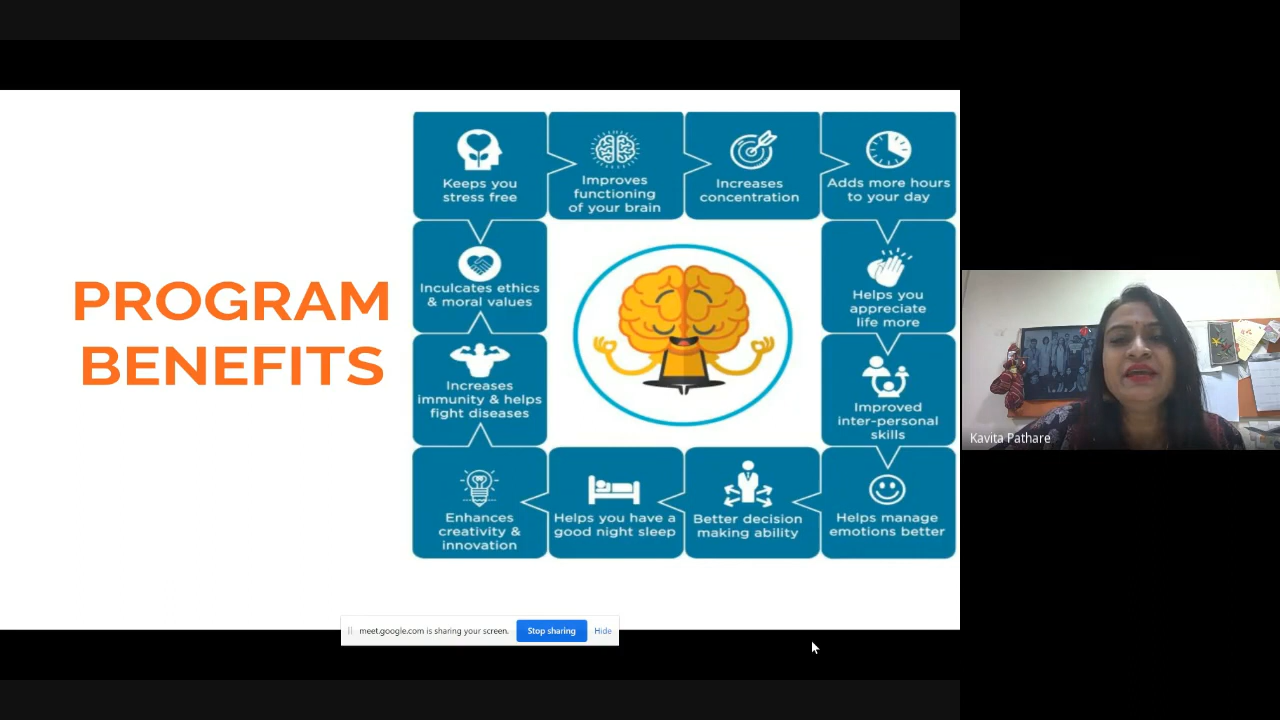 PROGRAM
BENEFITS
Keeps you
stress free
Improves
functioning
of your brain
Increases
concentration
Adds more hours
to your day
Inculcates ethics
& moral values
Helps you
appreciate
life more
Increases
immunity & helps
fight diseases
Improved
inter-personal
skills
Enhances
creativity &
innovation
Helps you have a
good night sleep
Better decision
making ability
Helps manage
emotions better
meet.google.com is sharing your screen.
Stop sharing
Hide
Kavita Pathare